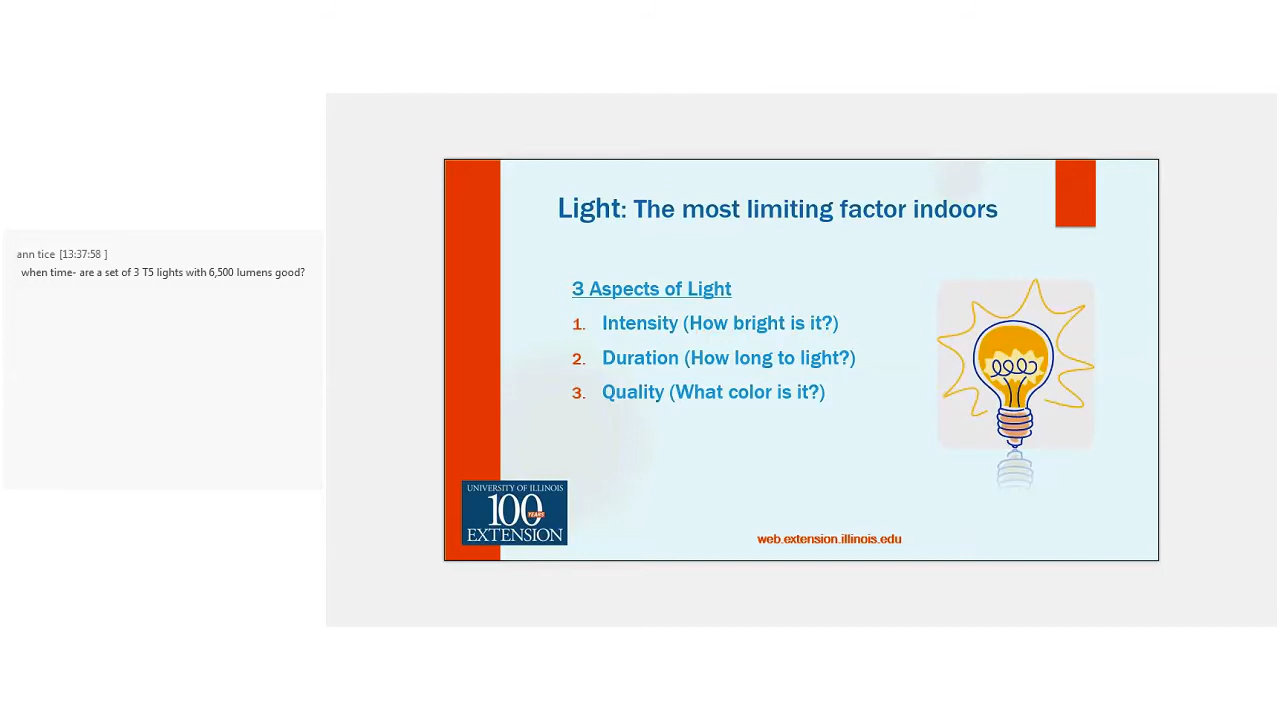 ann tice [13:37:58 ]
when time- are a set of 3 T5 lights with 6,500 lumens good?
Light: The most limiting factor indoors
3 Aspects of Light
1. Intensity (How bright is it?)
2. Duration (How long to light?)
3. Quality (What color is it?)
UNIVERSITY OF ILLINOIS
100 YEARS
EXTENSION
web.extension.illinois.edu